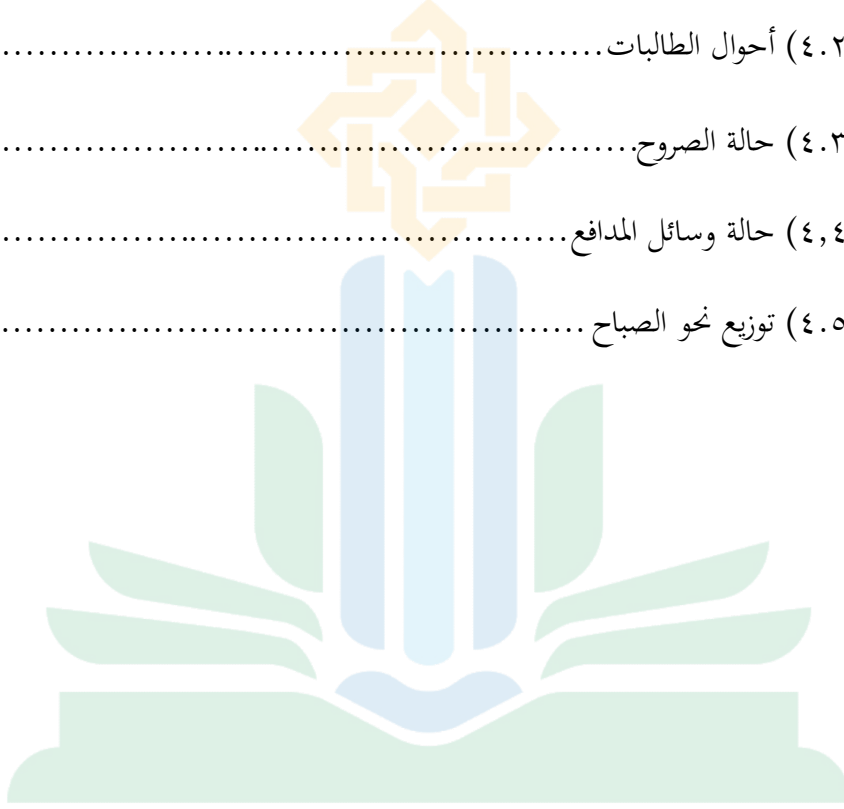 ٤.٢) أحوال الطالبات................................................
٤.٣) حالة الصروح................................................
٤,٤) حالة وسائل المدافع................................................
٤.٥) توزيع نحو الصباح ................................................